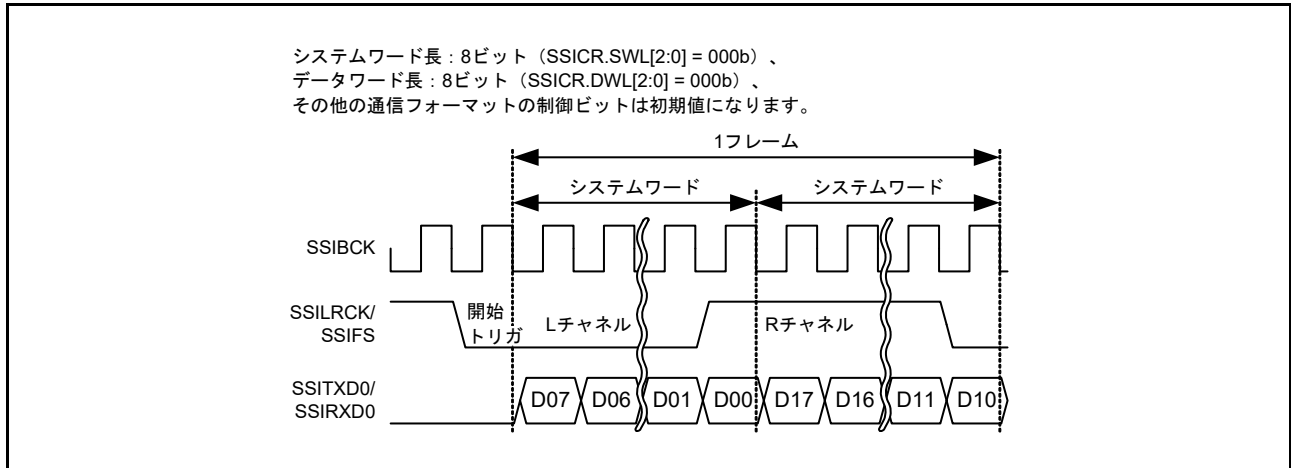 システムワード長：8ビット（SSICR.SWL[2:0] = 000b）、
データワード長：8ビット（SSICR.DWL[2:0] = 000b）、
その他の通信フォーマットの制御ビットは初期値になります。
1フレーム
システムワード
システムワード
SSIBCK
SSILRCK/
SSIFS
開始
トリガ
Lチャネル
Rチャネル
SSITXD0/
SSIRXD0
D07
D06
D01
D00
D17
D16
D11
D10